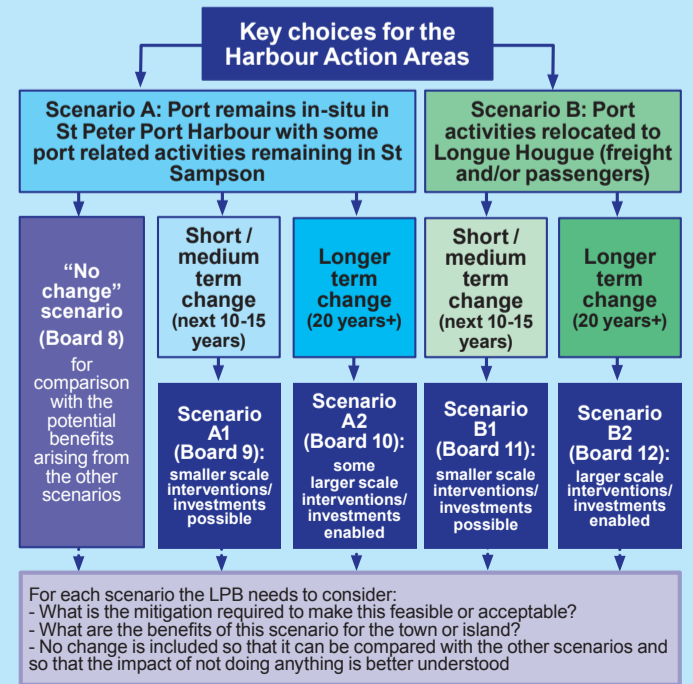 Key choices for the
Harbour Action Areas
Scenario A: Port remains in-situ in
St Peter Port Harbour with some
port related activities remaining in St
Sampson
Scenario B: Port
activities relocated to
Longue Hougue (freight
and/or passengers)
“No
change”
scenario
(Board 8)
for
comparison
with the
potential
benefits
arising from
the other
scenarios
Short /
medium
term
change
(next 10-15
years)
Longer
term
change
(20 years+)
Short /
medium
term
change
(next 10-15
years)
Longer
term
change
(20 years+)
Scenario
A1
(Board 9):
smaller scale
interventions/
investments
possible
Scenario
A2
(Board 10):
some
larger scale
interventions/
investments
enabled
Scenario
B1
(Board 11):
smaller scale
interventions/
investments
possible
Scenario
B2
(Board 12):
larger scale
interventions/
investments
enabled
For each scenario the LPB needs to consider:
- What is the mitigation required to make this feasible or acceptable?
- What are the benefits of this scenario for the town or island?
- No change is included so that it can be compared with the other scenarios and
so that the impact of not doing anything is better understood